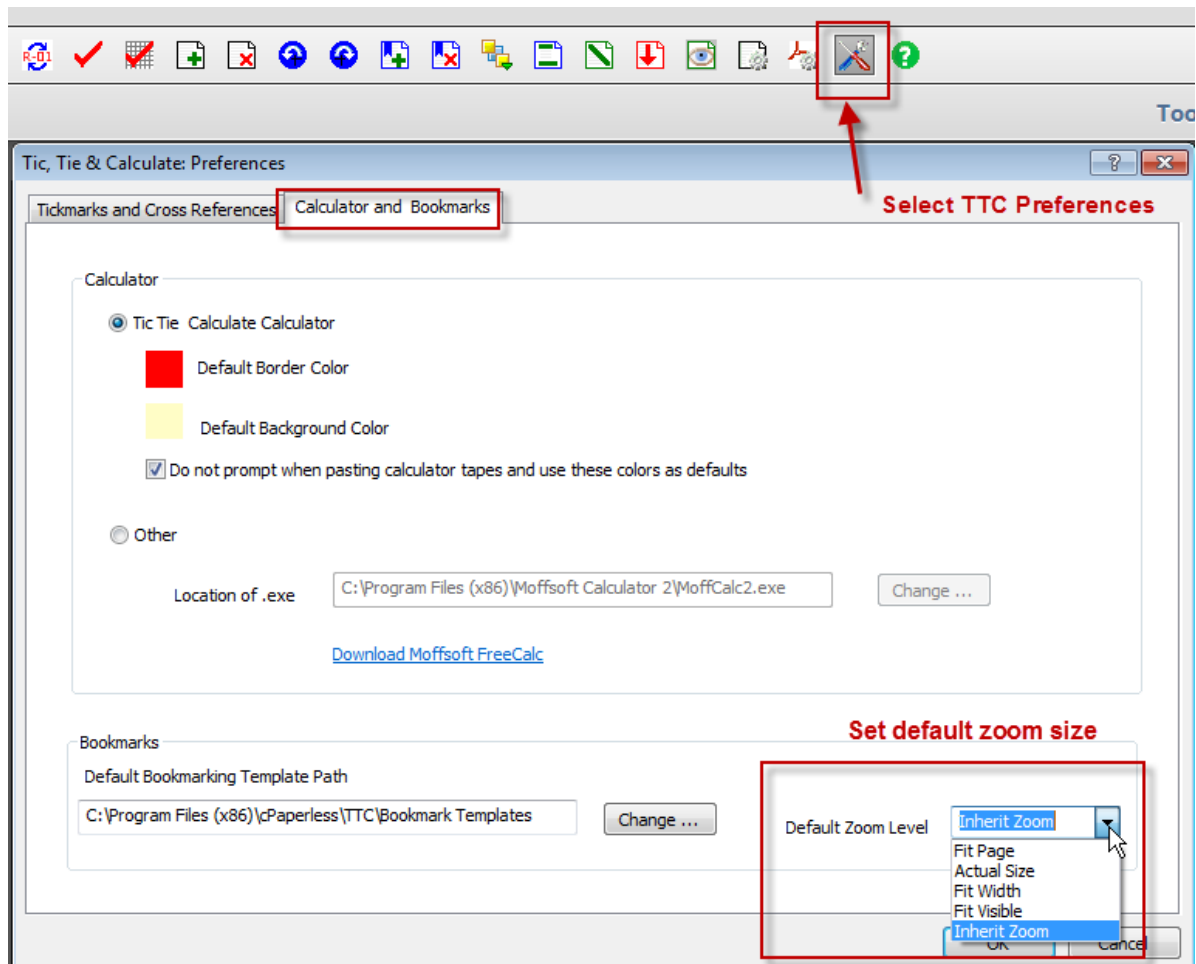 R-01
?
Too
Tic, Tie & Calculate: Preferences
?
Select TTC Preferences
Tickmarks and Cross References
Calculator and Bookmarks
Calculator
Tic Tie Calculate Calculator
Default Border Color
Default Background Color
Do not prompt when pasting calculator tapes and use these colors as defaults
Other
Location of .exe
C:\Program Files (x86)\Moffsoft Calculator 2\MoffCalc2.exe
Change ...
Download Moffsoft FreeCalc
Set default zoom size
Bookmarks
Default Bookmarking Template Path
C:\Program Files (x86)\cPaperless\TTC\Bookmark Templates
Change ...
Default Zoom Level
Inherit Zoom
Fit Page
Actual Size
Fit Width
Fit Visible
Inherit Zoom
OK
Cancel